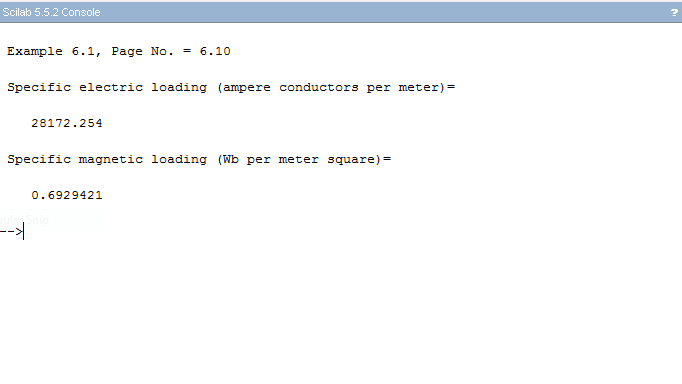 Scilab 5.5.2 Console
?
Example 6.1, Page No. = 6.10
Specific electric loading (ampere conductors per meter)=
28172.254
Specific magnetic loading (Wb per meter square)=
0.6929421
-->